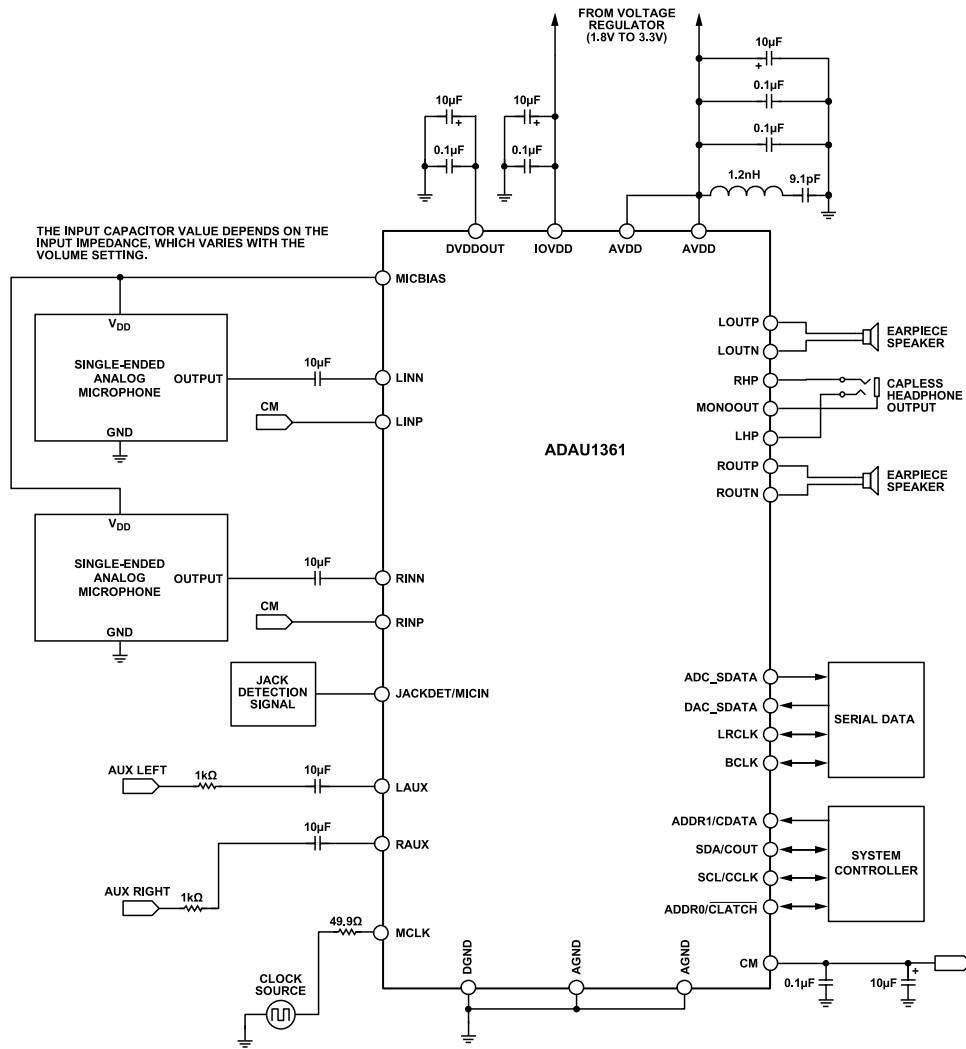 FROM VOLTAGE
REGULATOR
(1.8V TO 3.3V)
10µF
+
0.1µF
0.1µF
1.2nH
9.1pF
10µF
+
0.1µF
10µF
+
0.1µF
THE INPUT CAPACITOR VALUE DEPENDS ON THE
INPUT IMPEDANCE, WHICH VARIES WITH THE
VOLUME SETTING.
DVDDOUT
IOVDD
AVDD
AVDD
MICBIAS
VDD
SINGLE-ENDED
ANALOG
MICROPHONE
OUTPUT
GND
10µF
LINN
CM
LINP
ADAU1361
LOUTP
LOUTN
EARPIECE
SPEAKER
RHP
MONOOUT
LHP
CAPLESS
HEADPHONE
OUTPUT
ROUTP
ROUTN
EARPIECE
SPEAKER
VDD
SINGLE-ENDED
ANALOG
MICROPHONE
OUTPUT
GND
10µF
RINN
CM
RINP
JACK
DETECTION
SIGNAL
JACKDET/MICIN
ADC_SDATA
DAC_SDATA
LRCLK
BCLK
SERIAL DATA
AUX LEFT
1kΩ
10µF
LAUX
10µF
RAUX
AUX RIGHT
1kΩ
ADDR1/CDATA
SDA/COUT
SCL/CCLK
ADDR0/CLATCH
SYSTEM
CONTROLLER
49.9Ω
MCLK
CLOCK
SOURCE
DGND
AGND
AGND
CM
0.1µF
10µF
+